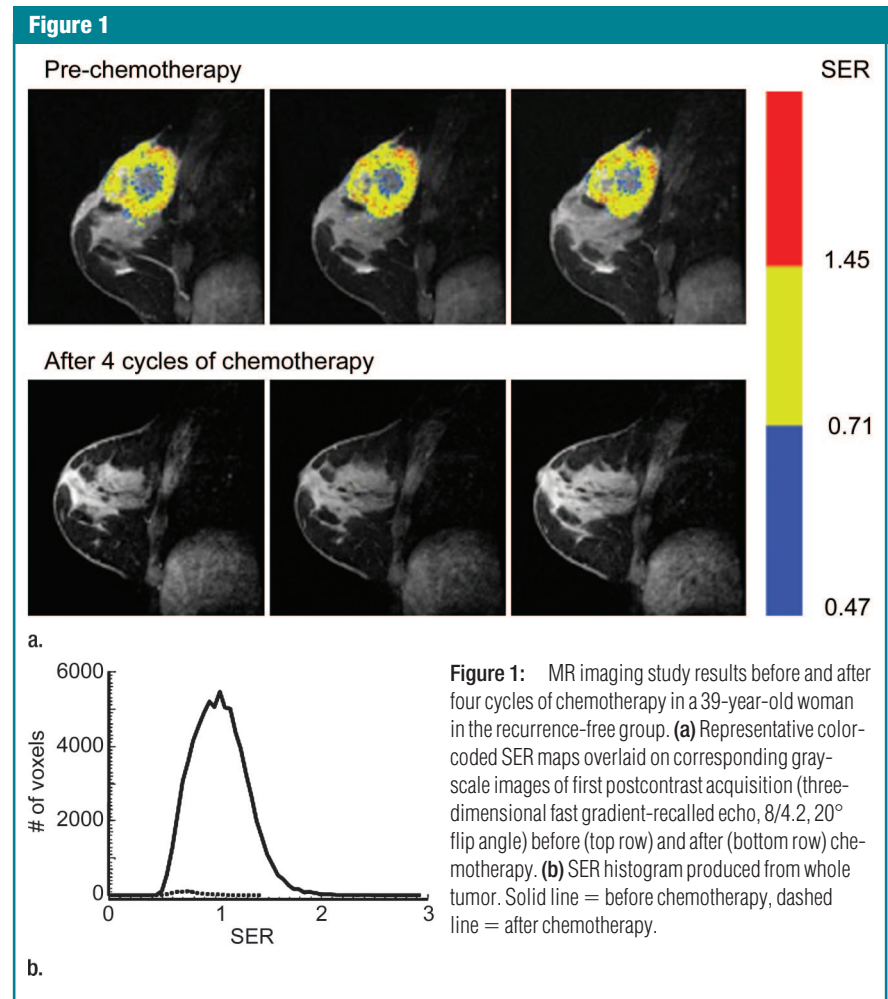 Figure 1
Pre-chemotherapy
SER
1.45
After 4 cycles of chemotherapy
0.71
0.47
a.
6000
4000
2000
0
# of voxels
0 1 2 3
SER
b.
Figure 1: MR imaging study results before and after
four cycles of chemotherapy in a 39-year-old woman
in the recurrence-free group. (a) Representative color-
coded SER maps overlaid on corresponding gray-
scale images of first postcontrast acquisition (three-
dimensional fast gradient-recalled echo, 8/4.2, 20°
flip angle) before (top row) and after (bottom row) che-
motherapy. (b) SER histogram produced from whole
tumor. Solid line = before chemotherapy, dashed
line = after chemotherapy.